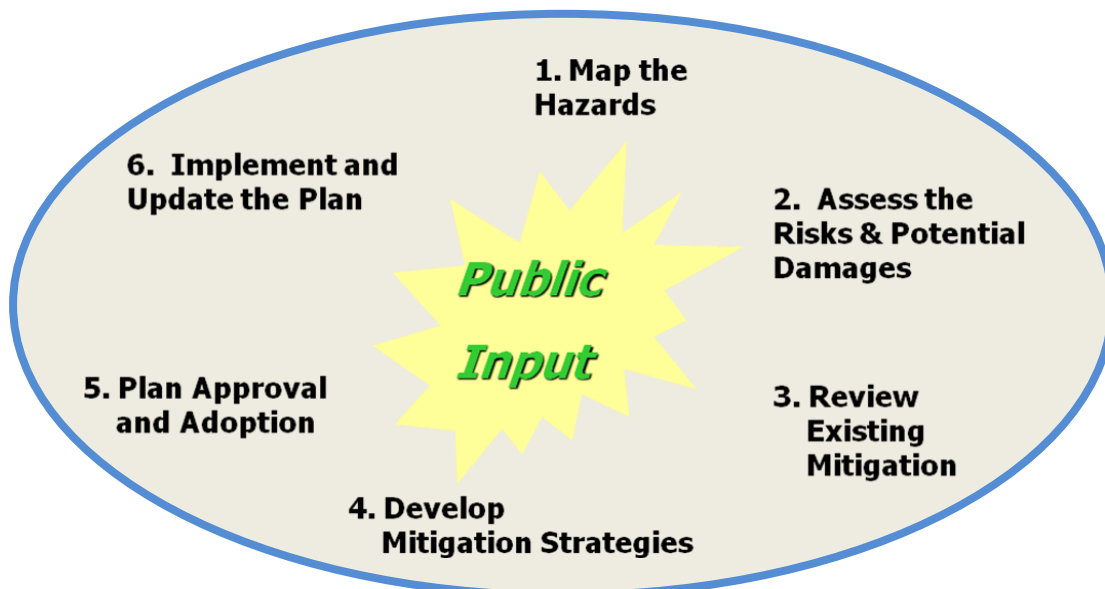 1. Map the
Hazards
2. Assess the
Risks & Potential
Damages
3. Review
Existing
Mitigation
4. Develop
Mitigation Strategies
5. Plan Approval
and Adoption
6. Implement and
Update the Plan
Public
Input